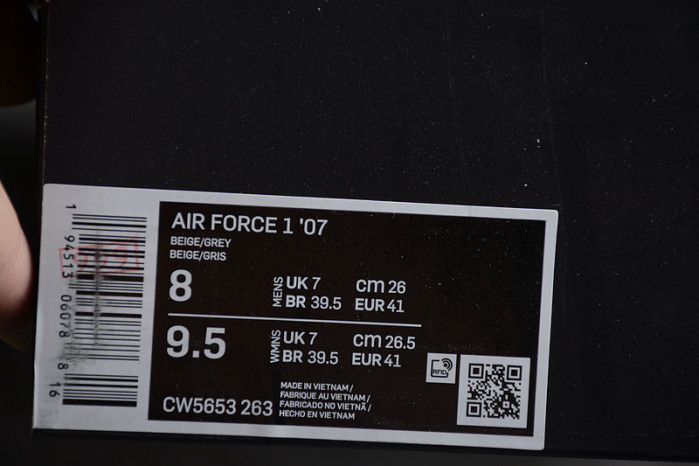 AIR FORCE 1 '07
BEIGE/GREY
BEIGE/GRIS
8 MENS UK 7 cm 26
BR 39.5 EUR 41
9.5 WMNS UK 7 cm 26.5
BR 39.5 EUR 41
RFID
MADE IN VIETNAM /
FABRIQUE AU VIETNAM /
FABRICADO NO VIETNÃ /
HECHO EN VIETNAM
CW5653 263
1 94513 06078 8 16